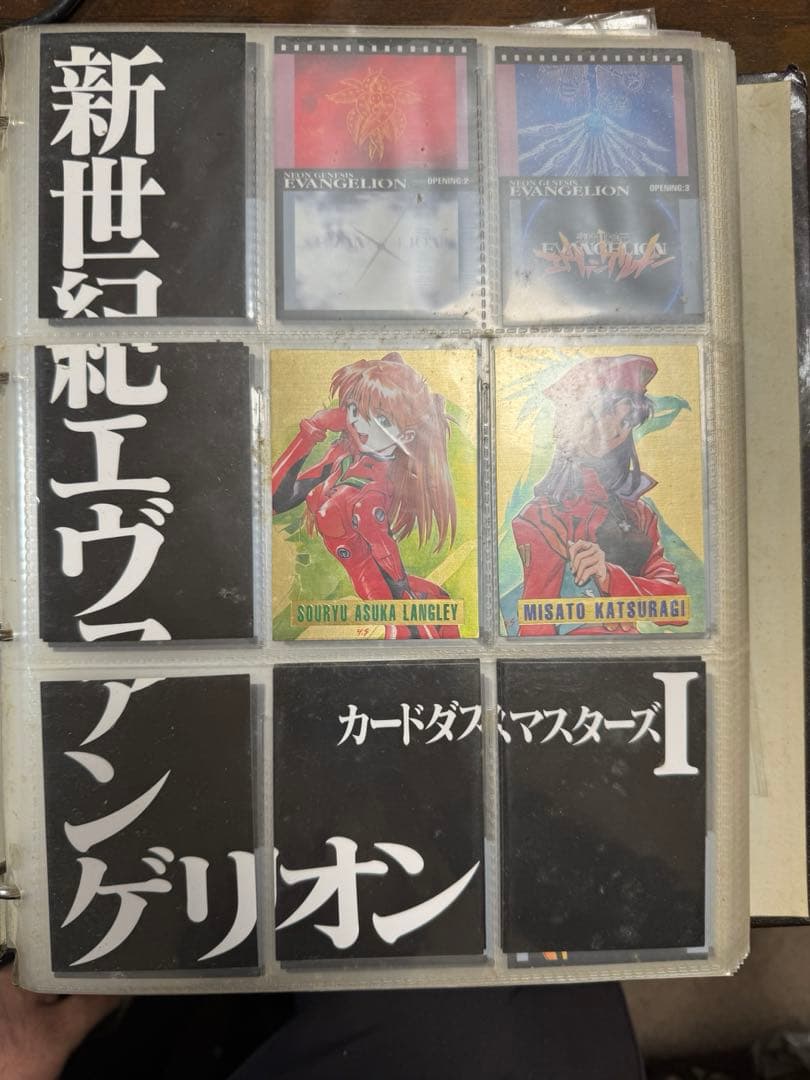 新世紀エヴァンゲリオン
NEON GENESIS
EVANGELION
OPENING:2
NEON GENESIS
EVANGELION
OPENING:3
EVANGELION
SOURYU ASUKA LANGLEY
Y.S
MISATO KATSURAGI
カードダスマスターズ I